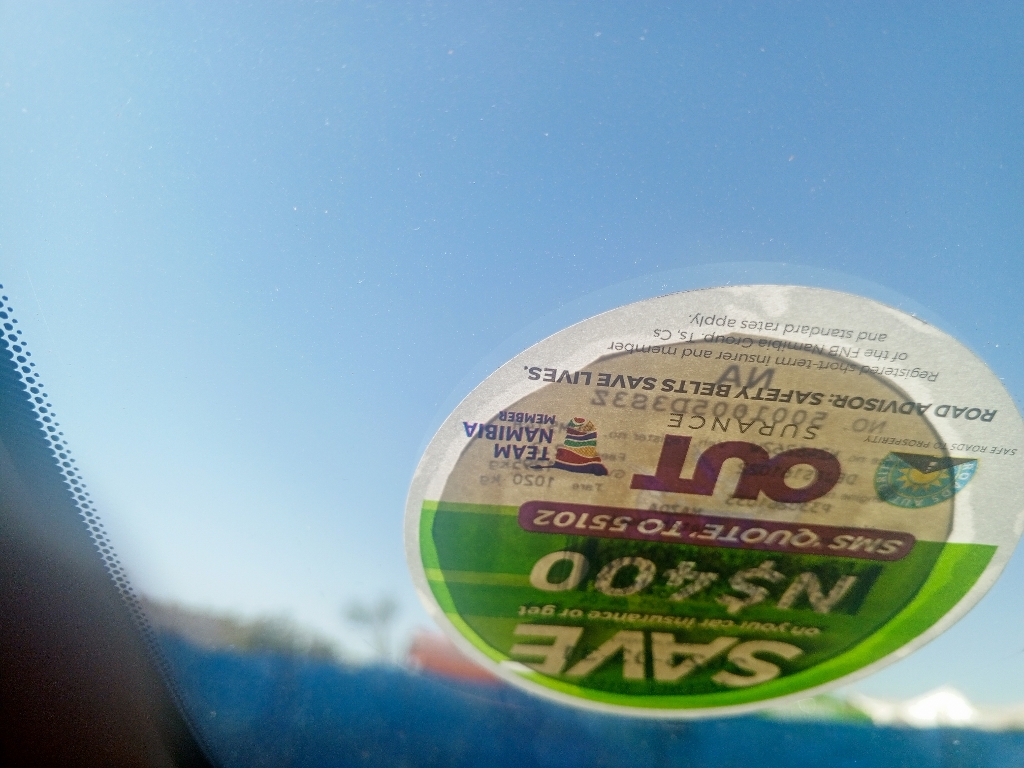 SAVE
on your car insurance or get
N$400
SMS 'QUOTE' TO 55102
OUT
SURANCE
TEAM
NAMIBIA
MEMBER
SAFE ROADS TO PROSPERITY
ROAD ADVISOR: SAFETY BELTS SAVE LIVES.
Registered short-term insurer and member
of the FNB Namibia Group. Ts, Cs
and standard rates apply.
NA
Tare 1020 kg